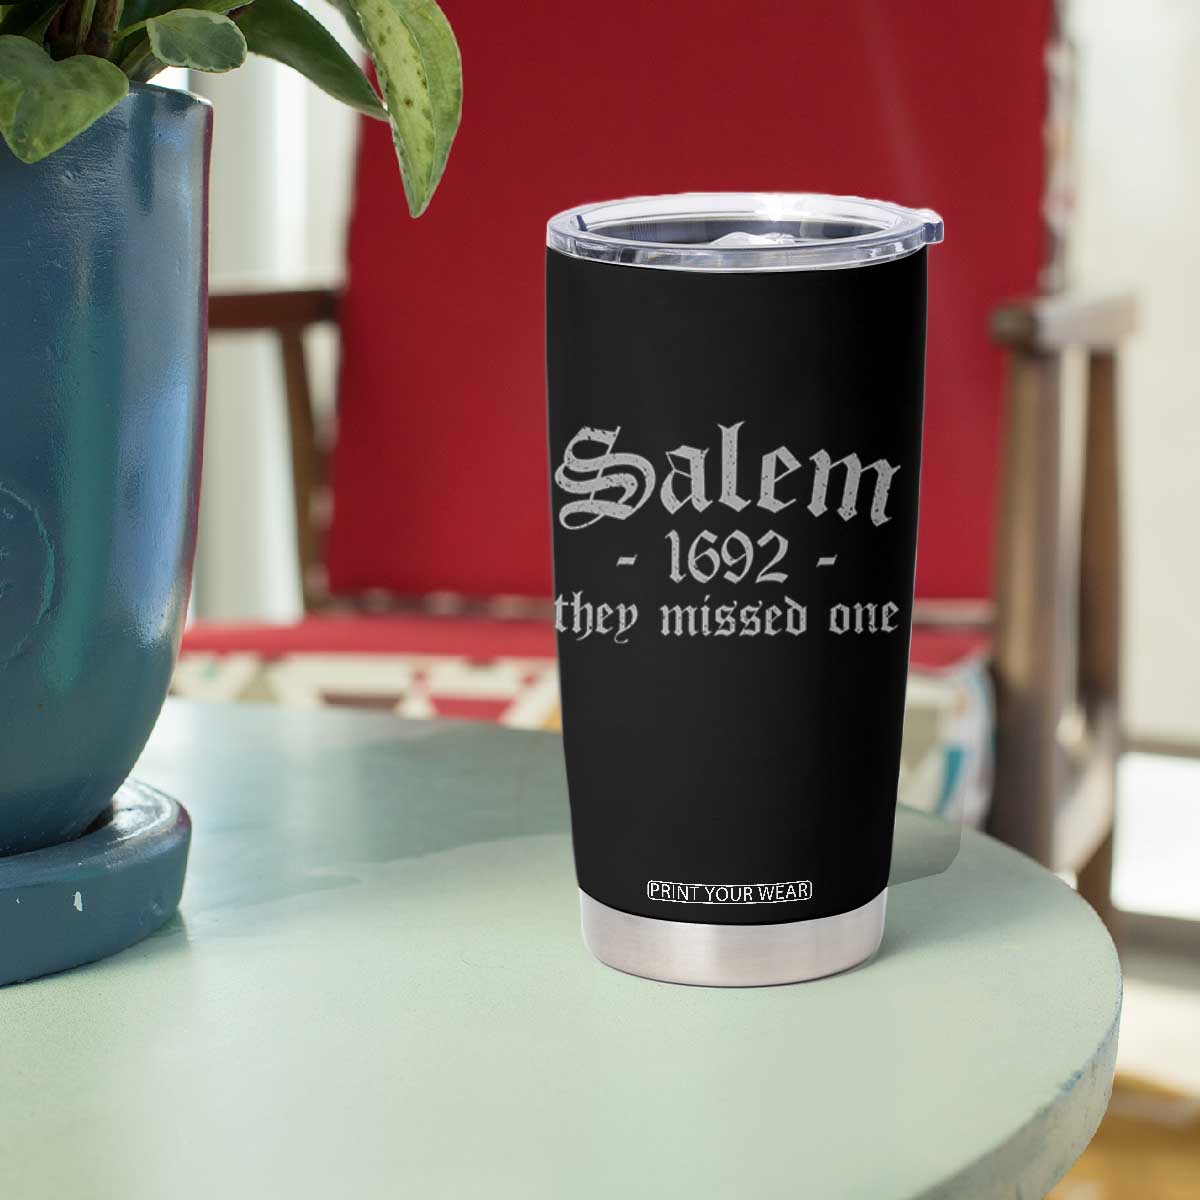 Salem
- 1692 -
they missed one
PRINT YOUR WEAR